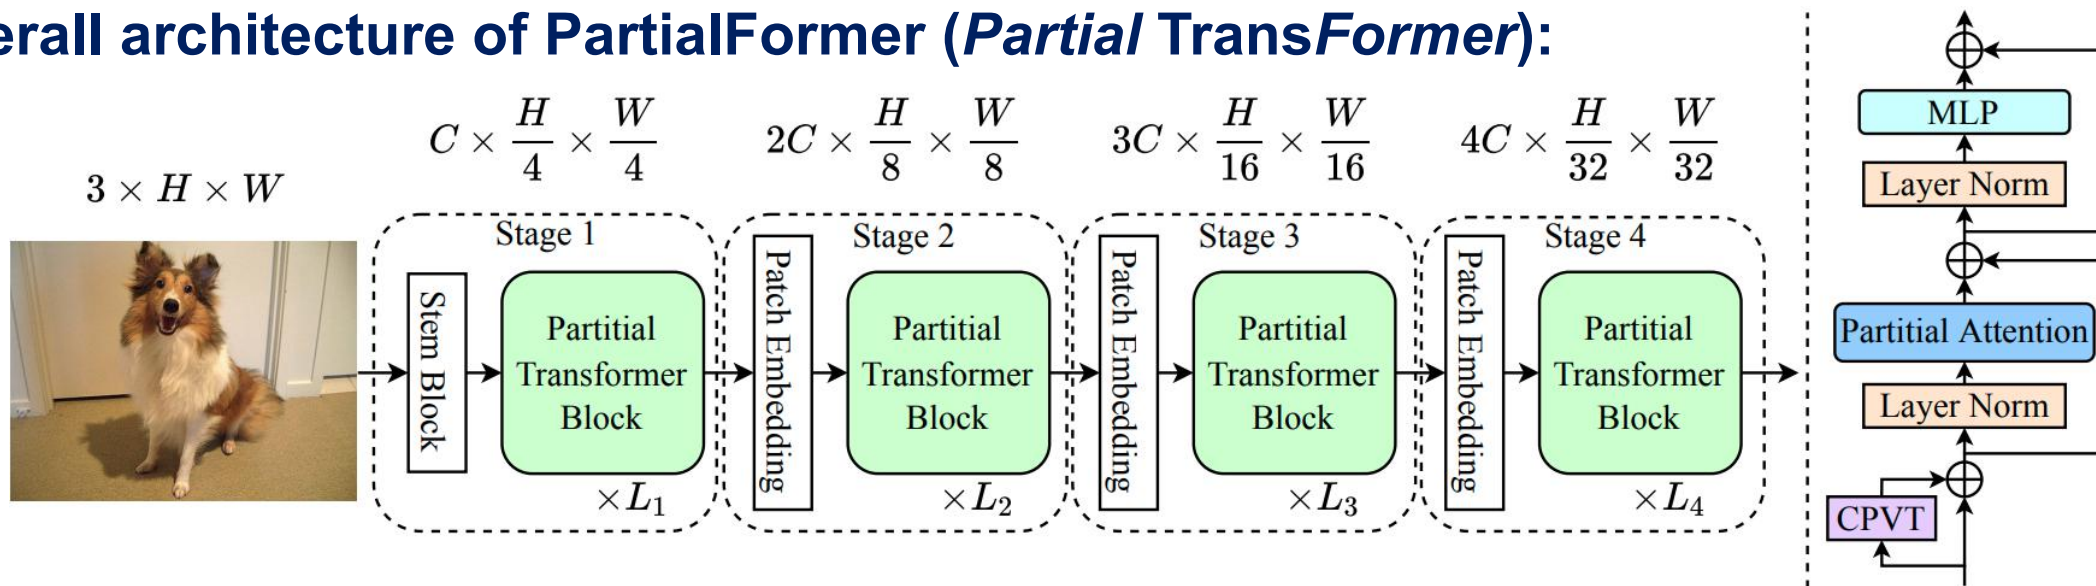 erall architecture of PartialFormer (Partial TransFormer):
3 × H × W
C × H/4 × W/4
2C × H/8 × W/8
3C × H/16 × W/16
4C × H/32 × W/32
Stage 1
Stem Block
Partitial
Transformer
Block
×L₁
Stage 2
Patch Embedding
Partitial
Transformer
Block
×L₂
Stage 3
Patch Embedding
Partitial
Transformer
Block
×L₃
Stage 4
Patch Embedding
Partitial
Transformer
Block
×L₄
MLP
Layer Norm
Partitial Attention
Layer Norm
CPVT